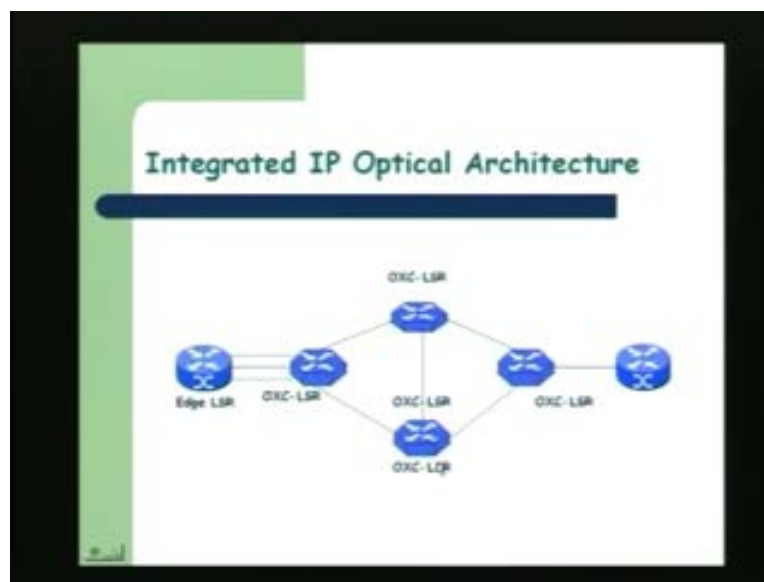 Integrated IP Optical Architecture
OXC-LSR
Edge LSR
OXC-LSR
OXC-LSR
OXC-LSR
OXC-LSR